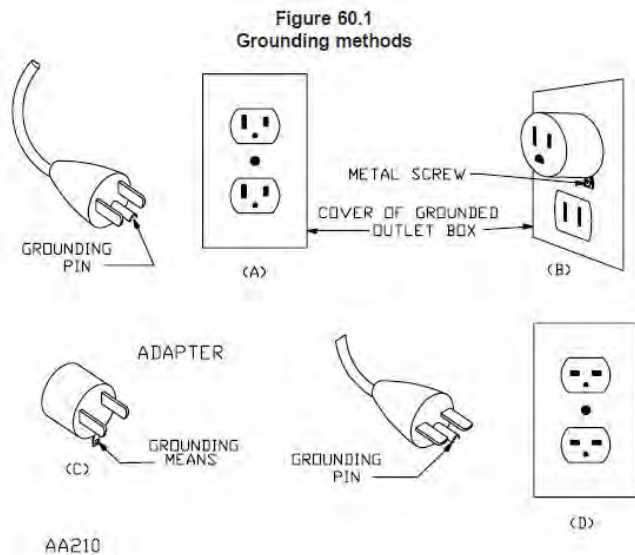 Figure 60.1
Grounding methods
METAL SCREW
COVER OF GROUNDED
OUTLET BOX
GROUNDING
PIN
(A)
(B)
ADAPTER
GROUNDING
MEANS
(C)
GROUNDING
PIN
(D)
AA210